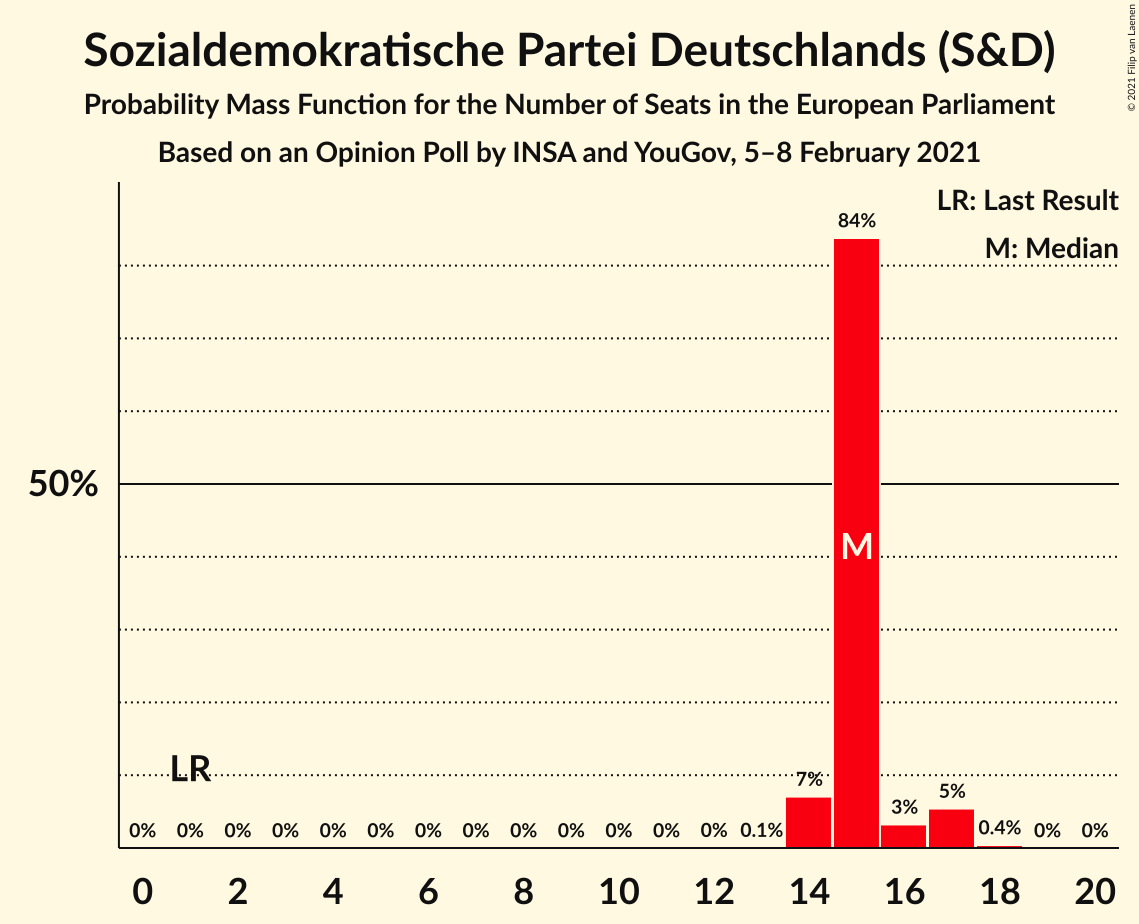 Sozialdemokratische Partei Deutschlands (S&D)
Probability Mass Function for the Number of Seats in the European Parliament
Based on an Opinion Poll by INSA and YouGov, 5–8 February 2021
© 2021 Filip van Laenen
LR: Last Result
M: Median
84%
50%
M
LR
7%
5%
3%
0% 0% 0% 0% 0% 0% 0% 0% 0% 0% 0% 0% 0% 0.1% 0.4% 0% 0%
0 2 4 6 8 10 12 14 16 18 20